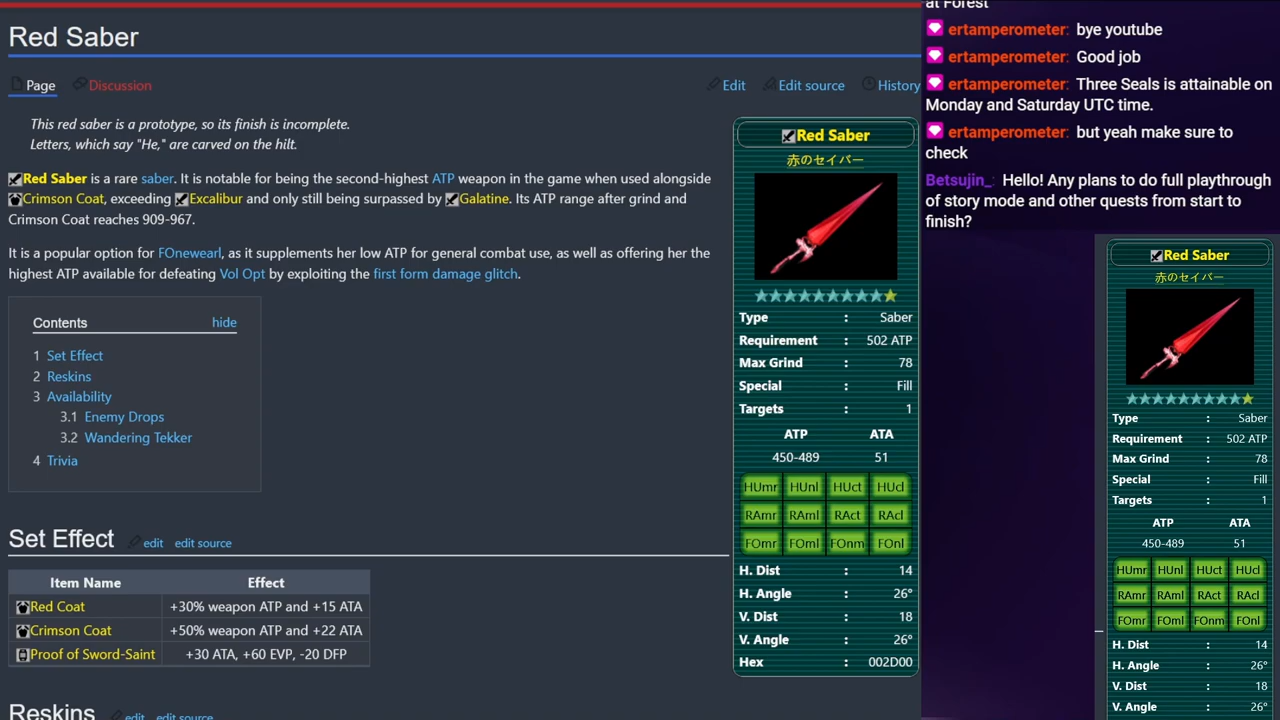 Red Saber
Page
Discussion
Edit
Edit source
History
This red saber is a prototype, so its finish is incomplete.
Letters, which say "He," are carved on the hilt.
Red Saber is a rare saber. It is notable for being the second-highest ATP weapon in the game when used alongside
Crimson Coat, exceeding Excalibur and only still being surpassed by Galatine. Its ATP range after grind and
Crimson Coat reaches 909-967.
It is a popular option for FOnewearl, as it supplements her low ATP for general combat use, as well as offering her the
highest ATP available for defeating Vol Opt by exploiting the first form damage glitch.
Contents hide
1 Set Effect
2 Reskins
3 Availability
3.1 Enemy Drops
3.2 Wandering Tekker
4 Trivia
Set Effect edit edit source
Item Name Effect
Red Coat +30% weapon ATP and +15 ATA
Crimson Coat +50% weapon ATP and +22 ATA
Proof of Sword-Saint +30 ATA, +60 EVP, -20 DFP
Reskins edit edit source
Red Saber
赤のセイバー
Type : Saber
Requirement : 502 ATP
Max Grind : 78
Special : Fill
Targets : 1
ATP ATA
450-489 51
HUmr HUnl HUct HUcl
RAmr RAml RAct RAcl
FOmr FOml FOnm FOnl
H. Dist : 14
H. Angle : 26°
V. Dist : 18
V. Angle : 26°
Hex : 002D00
at Forest
ertamperometer: bye youtube
ertamperometer: Good job
ertamperometer: Three Seals is attainable on
Monday and Saturday UTC time.
ertamperometer: but yeah make sure to
check
Betsujin_: Hello! Any plans to do full playthrough
of story mode and other quests from start to
finish?
Red Saber
赤のセイバー
Type : Saber
Requirement : 502 ATP
Max Grind : 78
Special : Fill
Targets : 1
ATP ATA
450-489 51
HUmr HUnl HUct HUcl
RAmr RAml RAct RAcl
FOmr FOml FOnm FOnl
H. Dist : 14
H. Angle : 26°
V. Dist : 18
V. Angle : 26°